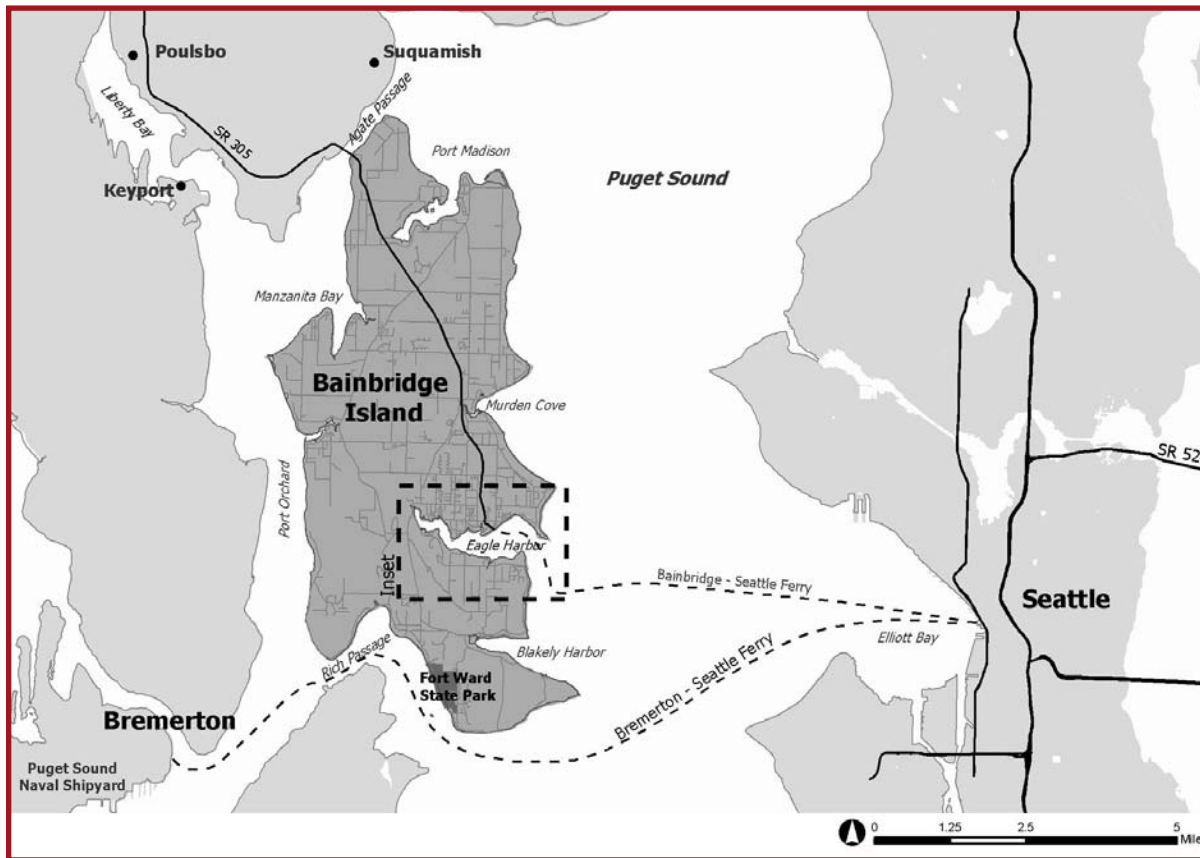 Poulsbo
Suquamish
Liberty Bay
SR 305
Agate Passage
Port Madison
Keyport
Puget Sound
Manzanita Bay
Bainbridge
Island
Murden Cove
SR 52
Port Orchard
Inset
Eagle Harbor
Bainbridge - Seattle Ferry
Seattle
Elliott Bay
Rich Passage
Blakely Harbor
Fort Ward
State Park
Bremerton - Seattle Ferry
Bremerton
Puget Sound
Naval Shipyard
0 1.25 2.5 5
Mile